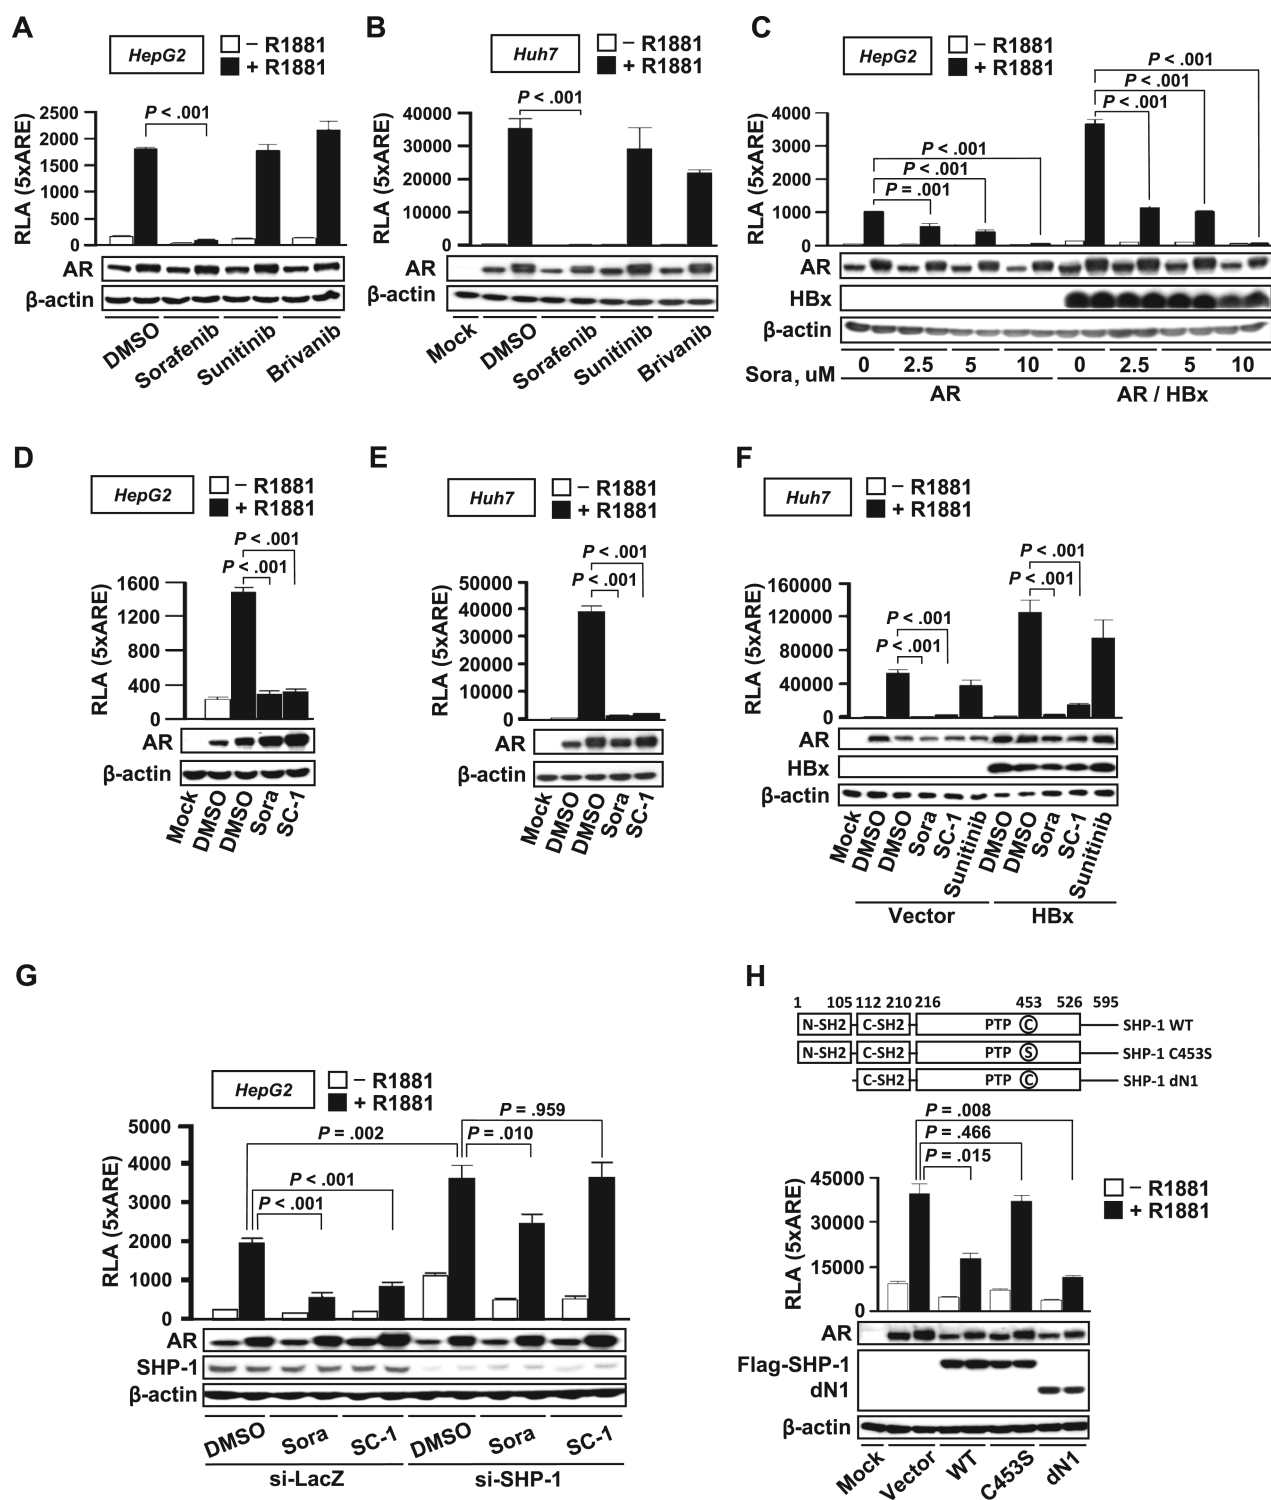 A
HepG2
– R1881
+ R1881
RLA (5xARE)
2500
2000
1500
1000
500
0
P < .001
AR
β-actin
DMSO
Sorafenib
Sunitinib
Brivanib
B
Huh7
– R1881
+ R1881
RLA (5xARE)
40000
30000
20000
10000
0
P < .001
AR
β-actin
Mock
DMSO
Sorafenib
Sunitinib
Brivanib
C
HepG2
– R1881
+ R1881
RLA (5xARE)
4000
3000
2000
1000
0
P < .001
P < .001
P = .001
P < .001
P < .001
P < .001
AR
HBx
β-actin
Sora, uM
0 2.5 5 10 0 2.5 5 10
AR AR / HBx
D
HepG2
– R1881
+ R1881
RLA (5xARE)
1600
1200
800
400
0
P < .001
P < .001
AR
β-actin
Mock
DMSO
DMSO
Sora
SC-1
E
Huh7
– R1881
+ R1881
RLA (5xARE)
50000
40000
30000
20000
10000
0
P < .001
P < .001
AR
β-actin
Mock
DMSO
DMSO
Sora
SC-1
F
Huh7
– R1881
+ R1881
RLA (5xARE)
160000
120000
80000
40000
0
P < .001
P < .001
P < .001
P < .001
AR
HBx
β-actin
Mock
DMSO
DMSO
Sora
SC-1
Sunitinib
DMSO
DMSO
Sora
SC-1
Sunitinib
Vector HBx
G
HepG2
– R1881
+ R1881
RLA (5xARE)
5000
4000
3000
2000
1000
0
P = .959
P = .002
P = .010
P < .001
P < .001
AR
SHP-1
β-actin
DMSO
Sora
SC-1
DMSO
Sora
SC-1
si-LacZ si-SHP-1
H
1 105 112 210 216 453 526 595
N-SH2 C-SH2 PTP C SHP-1 WT
N-SH2 C-SH2 PTP S SHP-1 C453S
C-SH2 PTP C SHP-1 dN1
P = .008
P = .466
P = .015
– R1881
+ R1881
RLA (5xARE)
45000
30000
15000
0
AR
Flag-SHP-1
dN1
β-actin
Mock
Vector
WT
C453S
dN1